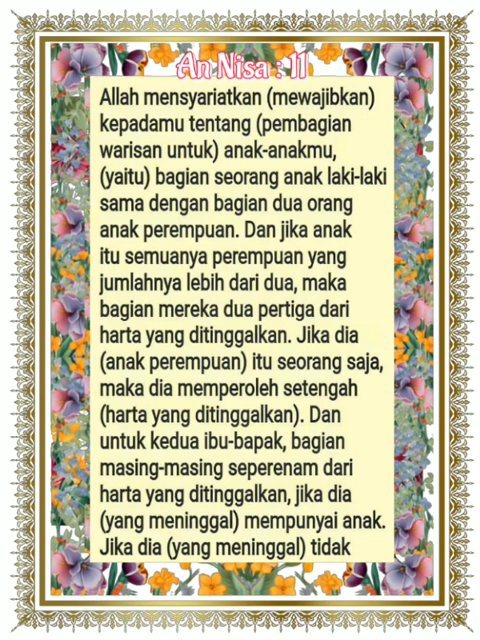 An Nisa : 11
Allah mensyariatkan (mewajibkan)
kepadamu tentang (pembagian
warisan untuk) anak-anakmu,
(yaitu) bagian seorang anak laki-laki
sama dengan bagian dua orang
anak perempuan. Dan jika anak
itu semuanya perempuan yang
jumlahnya lebih dari dua, maka
bagian mereka dua pertiga dari
harta yang ditinggalkan. Jika dia
(anak perempuan) itu seorang saja,
maka dia memperoleh setengah
(harta yang ditinggalkan). Dan
untuk kedua ibu-bapak, bagian
masing-masing seperenam dari
harta yang ditinggalkan, jika dia
(yang meninggal) mempunyai anak.
Jika dia (yang meninggal) tidak